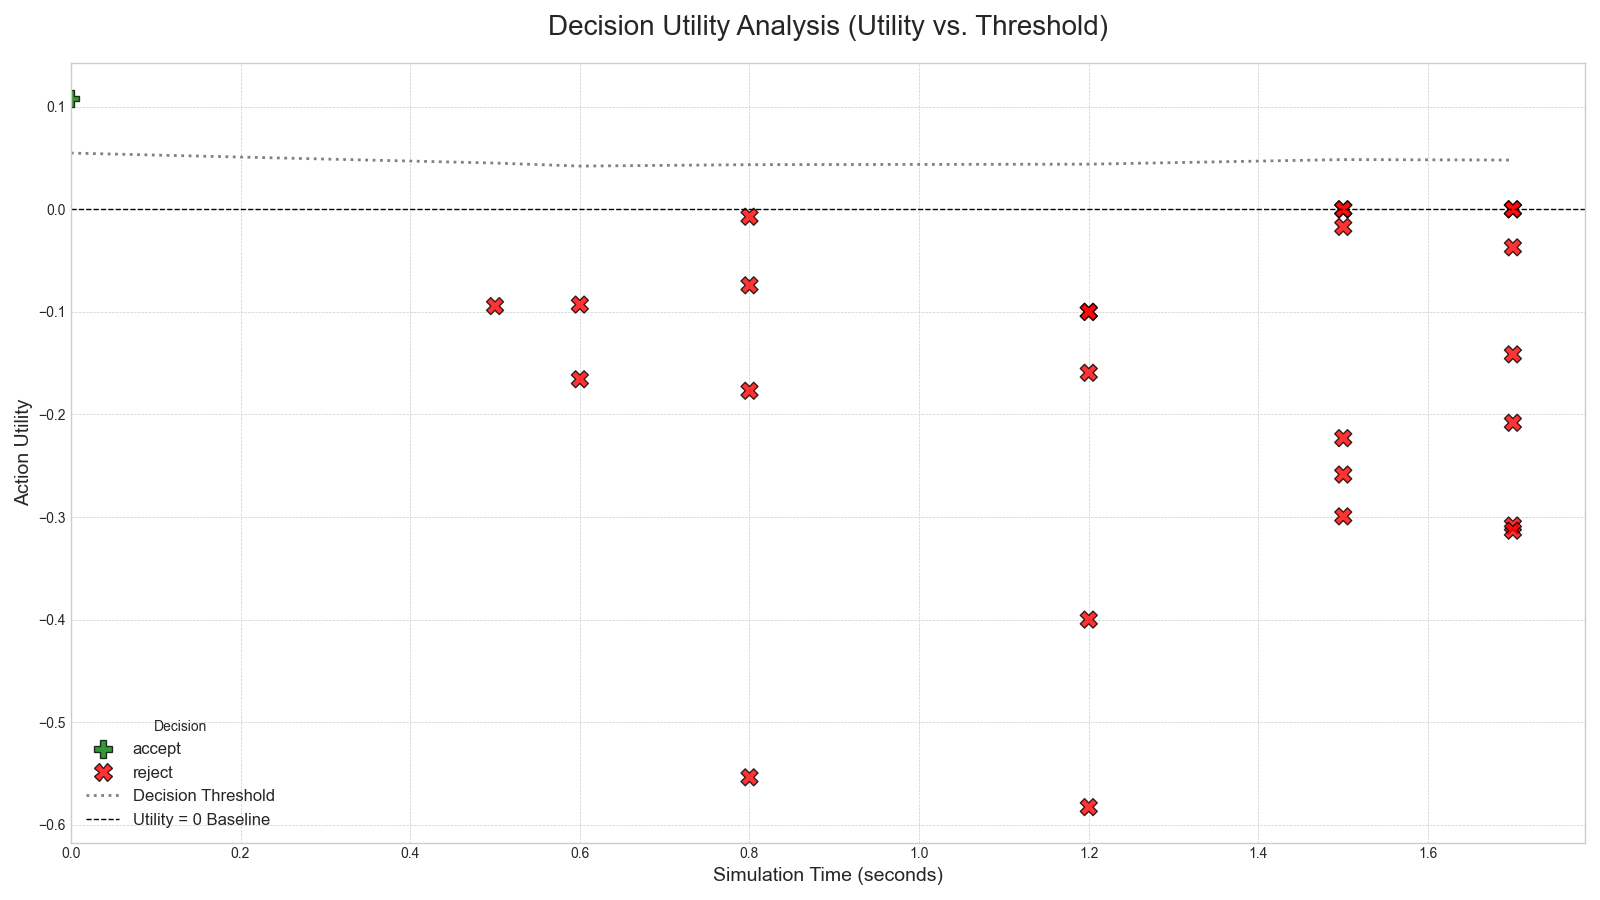 Decision Utility Analysis (Utility vs. Threshold)
Action Utility
0.1
0.0
−0.1
−0.2
−0.3
−0.4
−0.5
−0.6
Decision
accept
reject
Decision Threshold
Utility = 0 Baseline
0.0 0.2 0.4 0.6 0.8 1.0 1.2 1.4 1.6
Simulation Time (seconds)